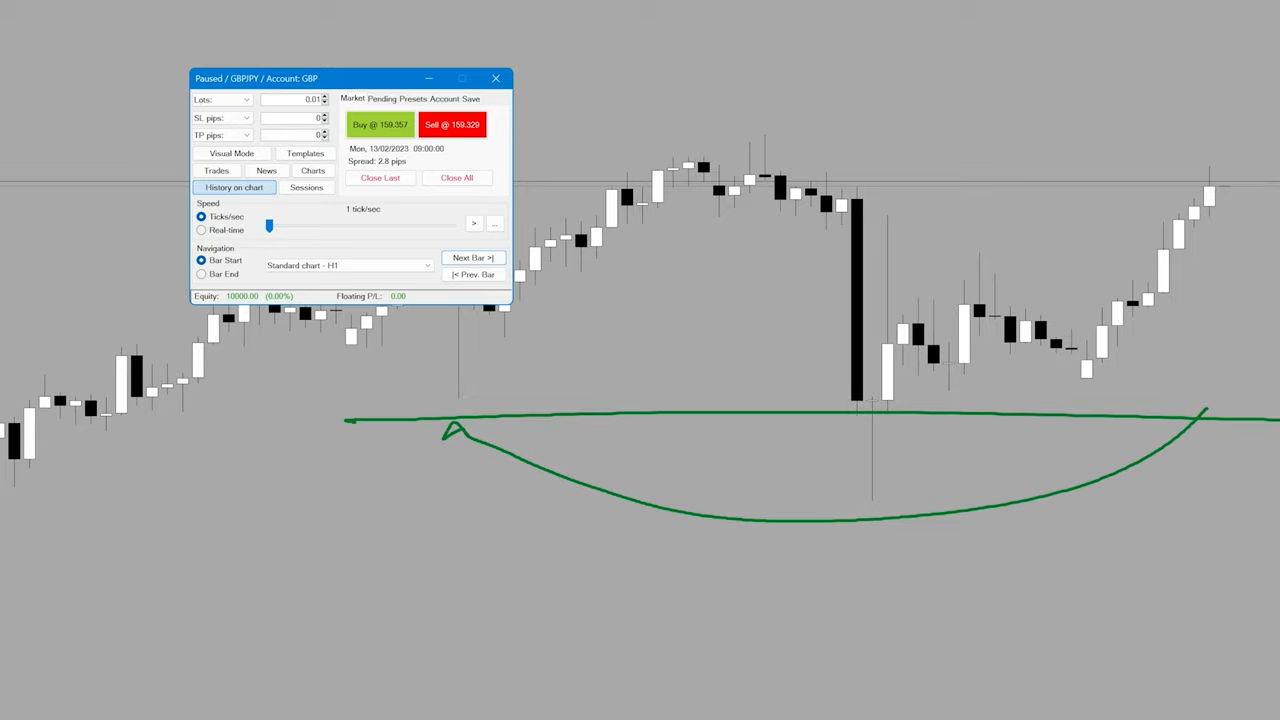 Paused / GBPJPY / Account: GBP
Lots: 0.01
Market Pending Presets Account Save
SL pips: 0
Buy @ 159.357 Sell @ 159.329
TP pips: 0
Mon, 13/02/2023 09:00:00
Visual Mode Templates
Spread: 2.8 pips
Trades News Charts
Close Last Close All
History on chart Sessions
Speed
1 tick/sec
Ticks/sec
> ...
Real-time
Navigation
Bar Start
Standard chart - H1
Next Bar >|
Bar End
|< Prev. Bar
Equity: 10000.00 (0.00%) Floating P/L: 0.00